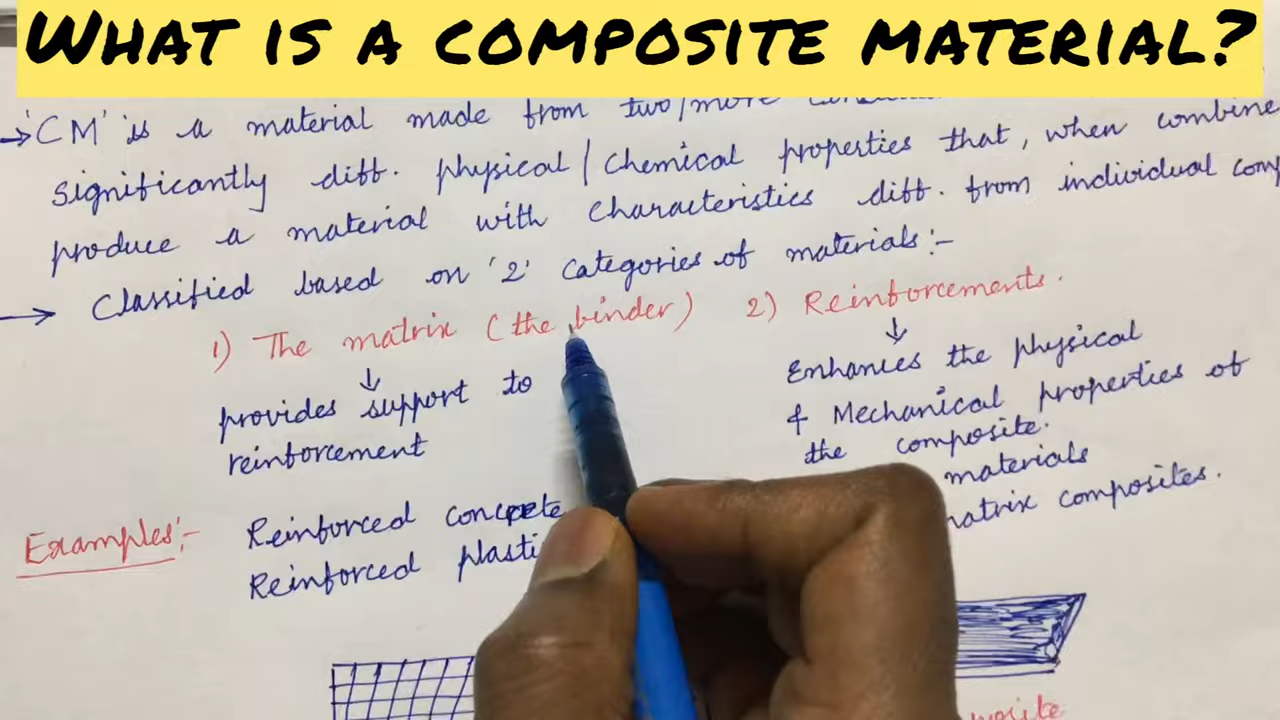 WHAT IS A COMPOSITE MATERIAL?
→ 'CM' is a material made from two/more
significantly diff. physical/chemical properties that, when combine
produce a material with characteristics diff. from individual comp
→ Classified based on '2' categories of materials:-
1) The matrix (the binder) 2) Reinforcements.
↓ ↓
provides support to
reinforcement
Enhances the physical
& Mechanical properties of
the composite.
Examples:- Reinforced concrete materials
Reinforced plasti matrix composites.